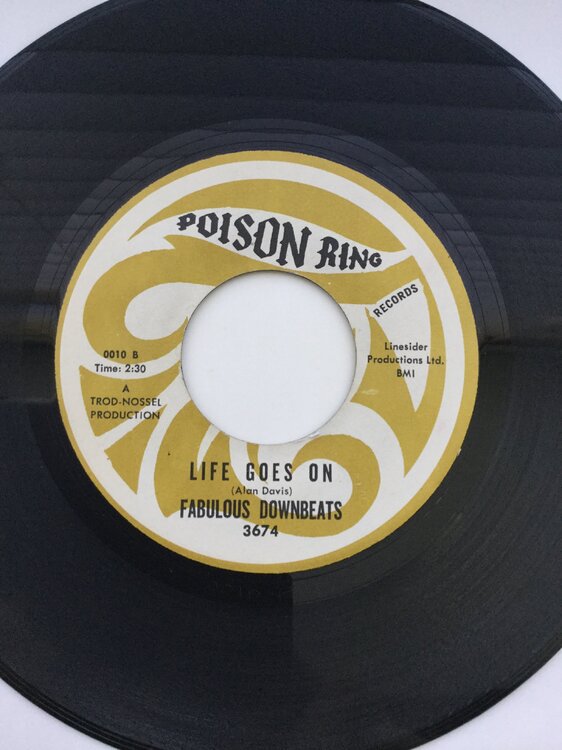 POISON RING
RECORDS
0010 B
Time: 2:30
A
TROD-NOSSEL
PRODUCTION
Linesider
Productions Ltd.
BMI
LIFE GOES ON
(Alan Davis)
FABULOUS DOWNBEATS
3674